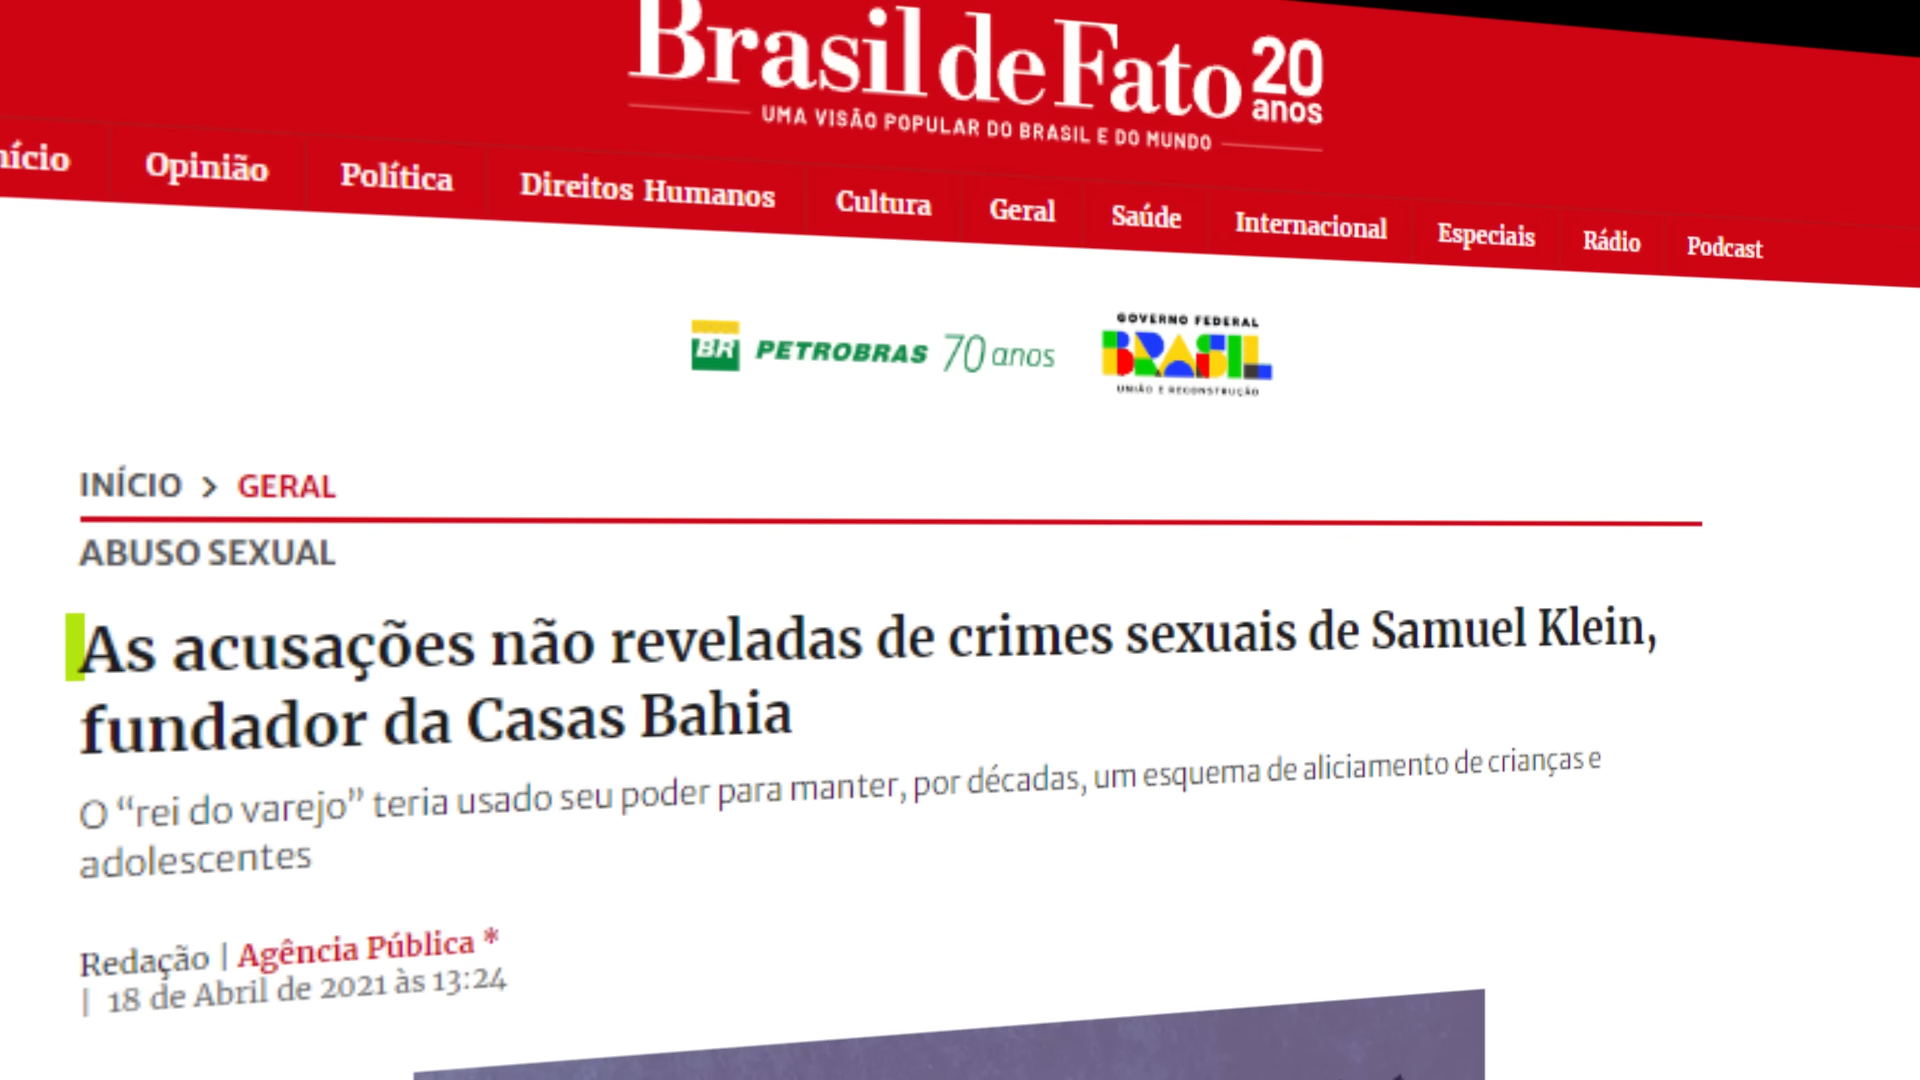 Brasil de Fato 20 anos
UMA VISÃO POPULAR DO BRASIL E DO MUNDO
nício Opinião Política Direitos Humanos Cultura Geral Saúde Internacional Especiais Rádio Podcast
BR PETROBRAS 70 anos
GOVERNO FEDERAL
BRASIL
UNIÃO E RECONSTRUÇÃO
INÍCIO > GERAL
ABUSO SEXUAL
As acusações não reveladas de crimes sexuais de Samuel Klein,
fundador da Casas Bahia
O “rei do varejo” teria usado seu poder para manter, por décadas, um esquema de aliciamento de crianças e
adolescentes
Redação | Agência Pública *
| 18 de Abril de 2021 às 13:24